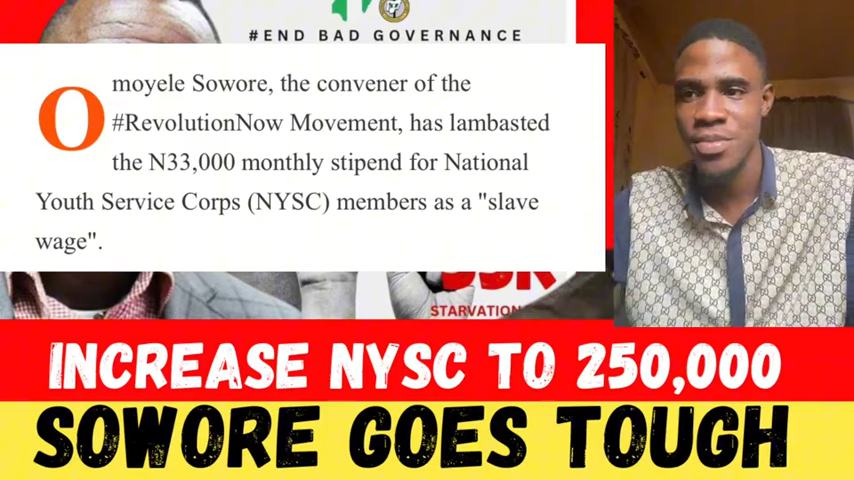 #END BAD GOVERNANCE
Omoyele Sowore, the convener of the
#RevolutionNow Movement, has lambasted
the N33,000 monthly stipend for National
Youth Service Corps (NYSC) members as a "slave
wage".
STARVATION
INCREASE NYSC TO 250,000
SOWORE GOES TOUGH